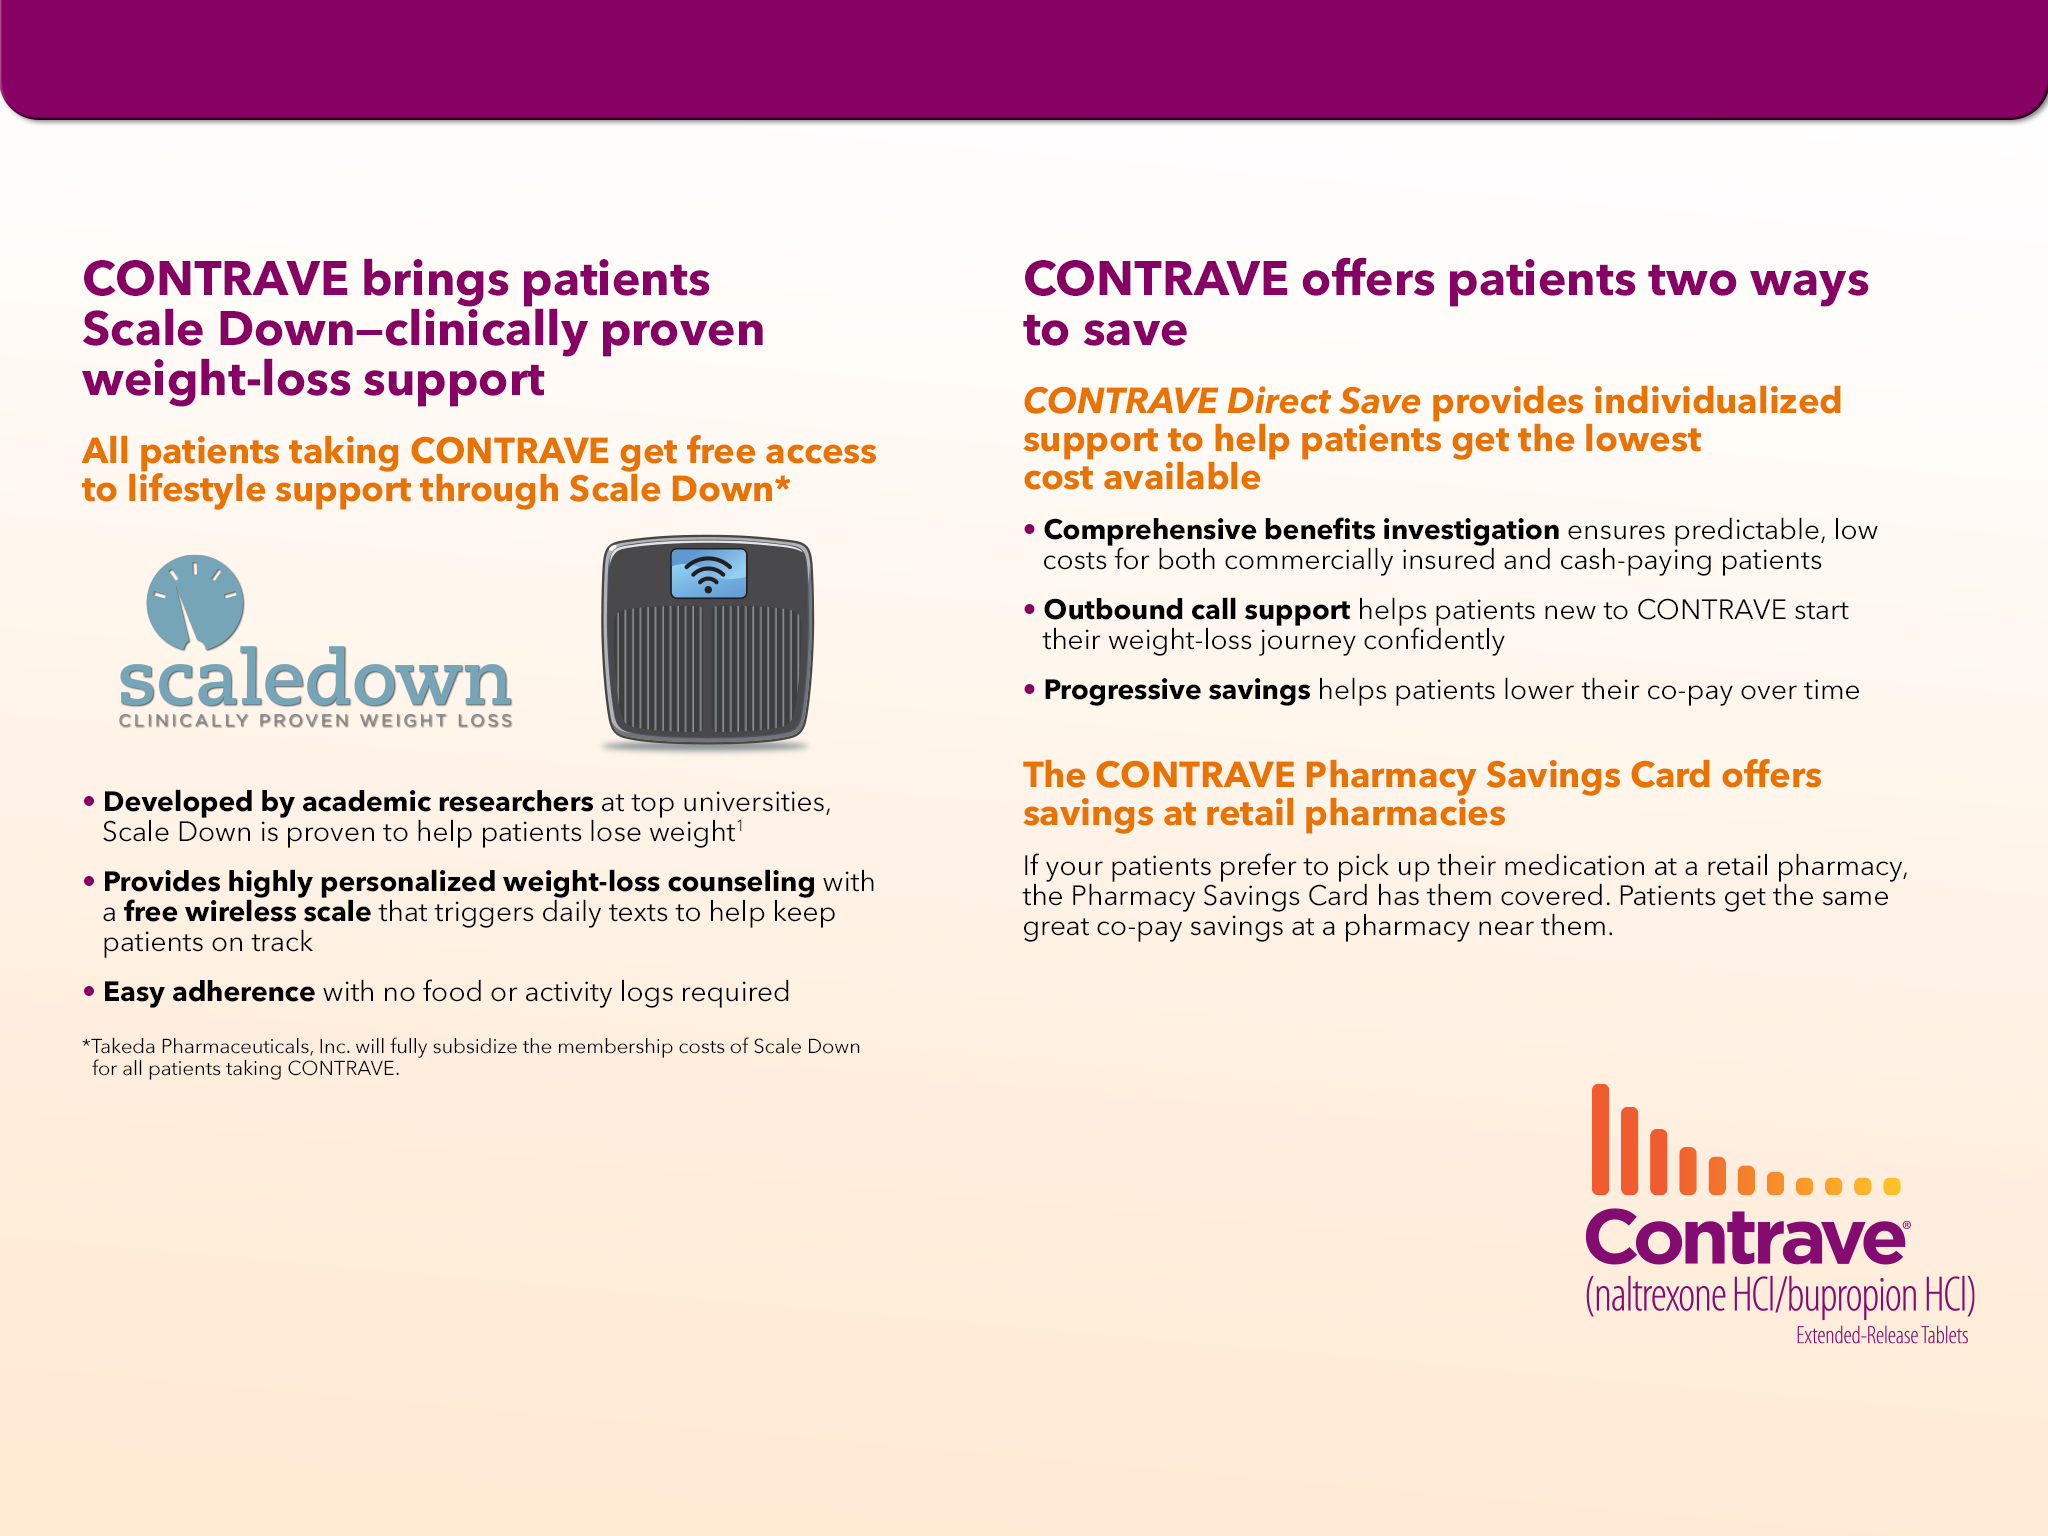 CONTRAVE brings patients
Scale Down—clinically proven
weight-loss support
All patients taking CONTRAVE get free access
to lifestyle support through Scale Down*
scaledown
CLINICALLY PROVEN WEIGHT LOSS
• Developed by academic researchers at top universities,
Scale Down is proven to help patients lose weight1
• Provides highly personalized weight-loss counseling with
a free wireless scale that triggers daily texts to help keep
patients on track
• Easy adherence with no food or activity logs required
*Takeda Pharmaceuticals, Inc. will fully subsidize the membership costs of Scale Down
for all patients taking CONTRAVE.
CONTRAVE offers patients two ways
to save
CONTRAVE Direct Save provides individualized
support to help patients get the lowest
cost available
• Comprehensive benefits investigation ensures predictable, low
costs for both commercially insured and cash-paying patients
• Outbound call support helps patients new to CONTRAVE start
their weight-loss journey confidently
• Progressive savings helps patients lower their co-pay over time
The CONTRAVE Pharmacy Savings Card offers
savings at retail pharmacies
If your patients prefer to pick up their medication at a retail pharmacy,
the Pharmacy Savings Card has them covered. Patients get the same
great co-pay savings at a pharmacy near them.
Contrave®
(naltrexone HCl/bupropion HCl)
Extended-Release Tablets